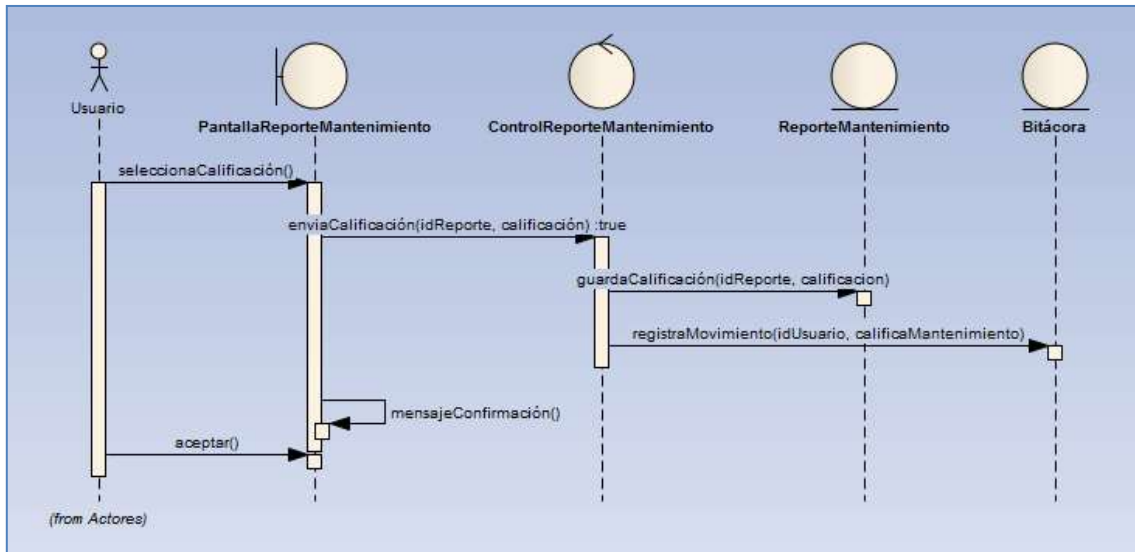 Usuario
PantallaReporteMantenimiento
ControlReporteMantenimiento
ReporteMantenimiento
Bitácora
seleccionaCalificación()
enviaCalificación(idReporte, calificación) :true
guardaCalificación(idReporte, calificacion)
registraMovimiento(idUsuario, calificaMantenimiento)
mensajeConfirmación()
aceptar()
(from Actores)